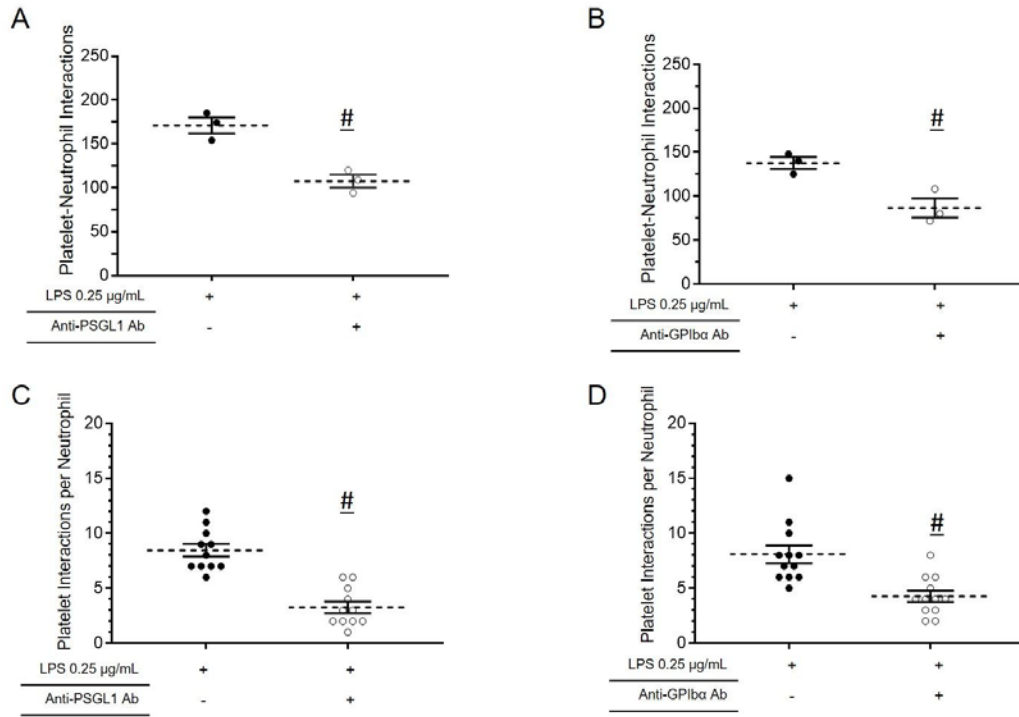 A
Platelet-Neutrophil Interactions
250
200
150
100
50
0
#
LPS 0.25 µg/mL + +
Anti-PSGL1 Ab - +
B
Platelet-Neutrophil Interactions
250
200
150
100
50
0
#
LPS 0.25 µg/mL + +
Anti-GPIbα Ab - +
C
Platelet Interactions per Neutrophil
20
15
10
5
0
#
LPS 0.25 µg/mL + +
Anti-PSGL1 Ab - +
D
Platelet Interactions per Neutrophil
20
15
10
5
0
#
LPS 0.25 µg/mL + +
Anti-GPIbα Ab - +